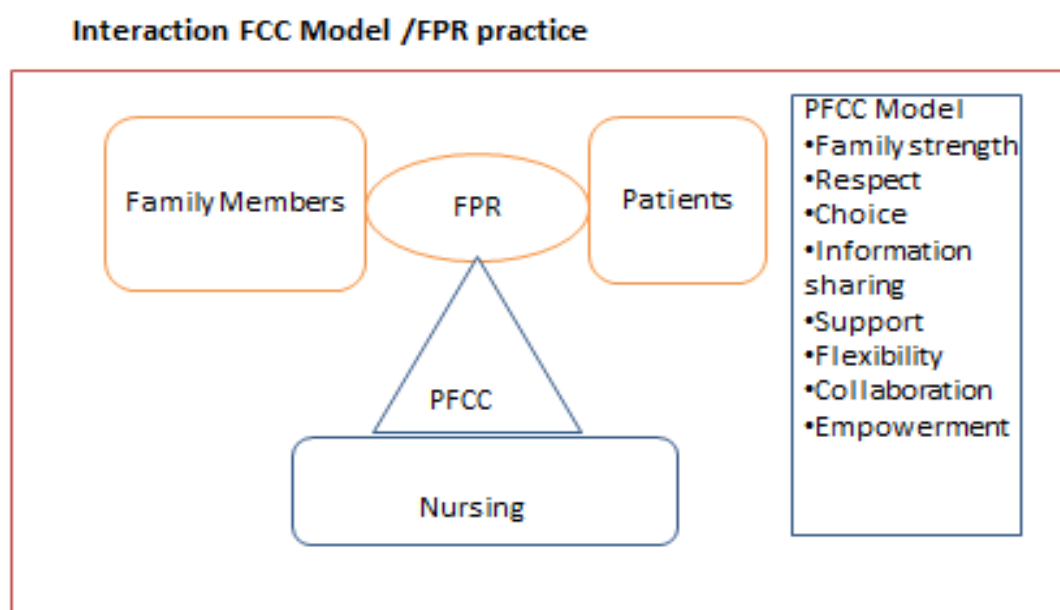 Interaction FCC Model /FPR practice
Family Members
FPR
Patients
PFCC
Nursing
PFCC Model
•Family strength
•Respect
•Choice
•Information
sharing
•Support
•Flexibility
•Collaboration
•Empowerment